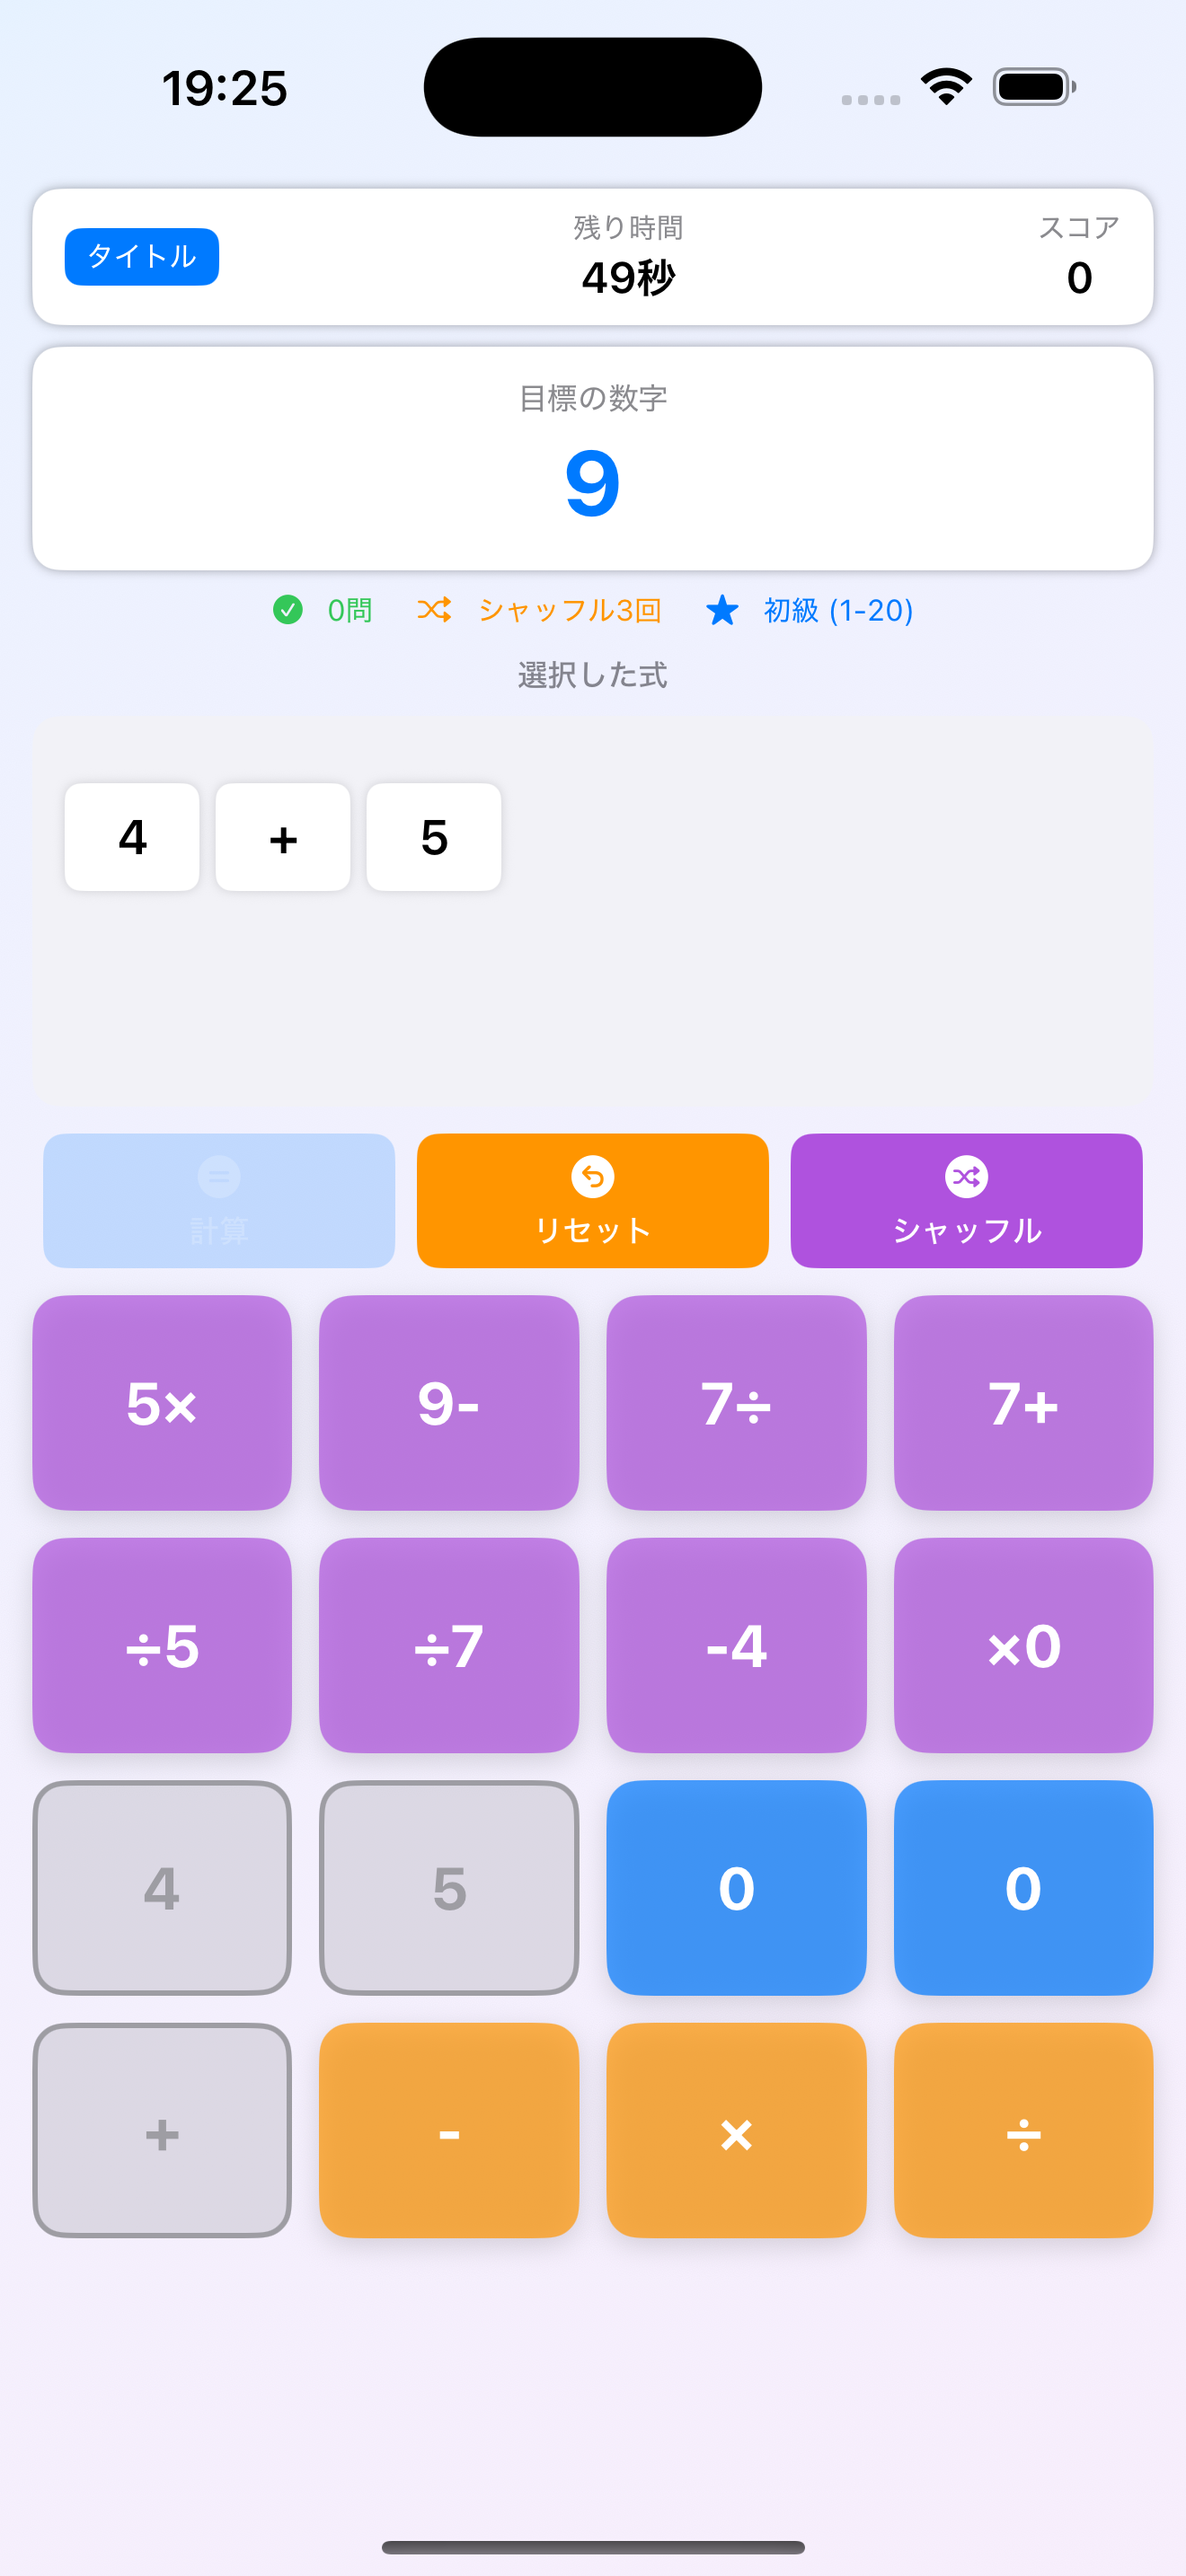 19:25
タイトル 残り時間 スコア
49秒 0
目標の数字
9
0問 シャッフル3回 初級 (1-20)
選択した式
4 + 5
計算 リセット シャッフル
5× 9- 7÷ 7+
÷5 ÷7 -4 ×0
4 5 0 0
+ - × ÷